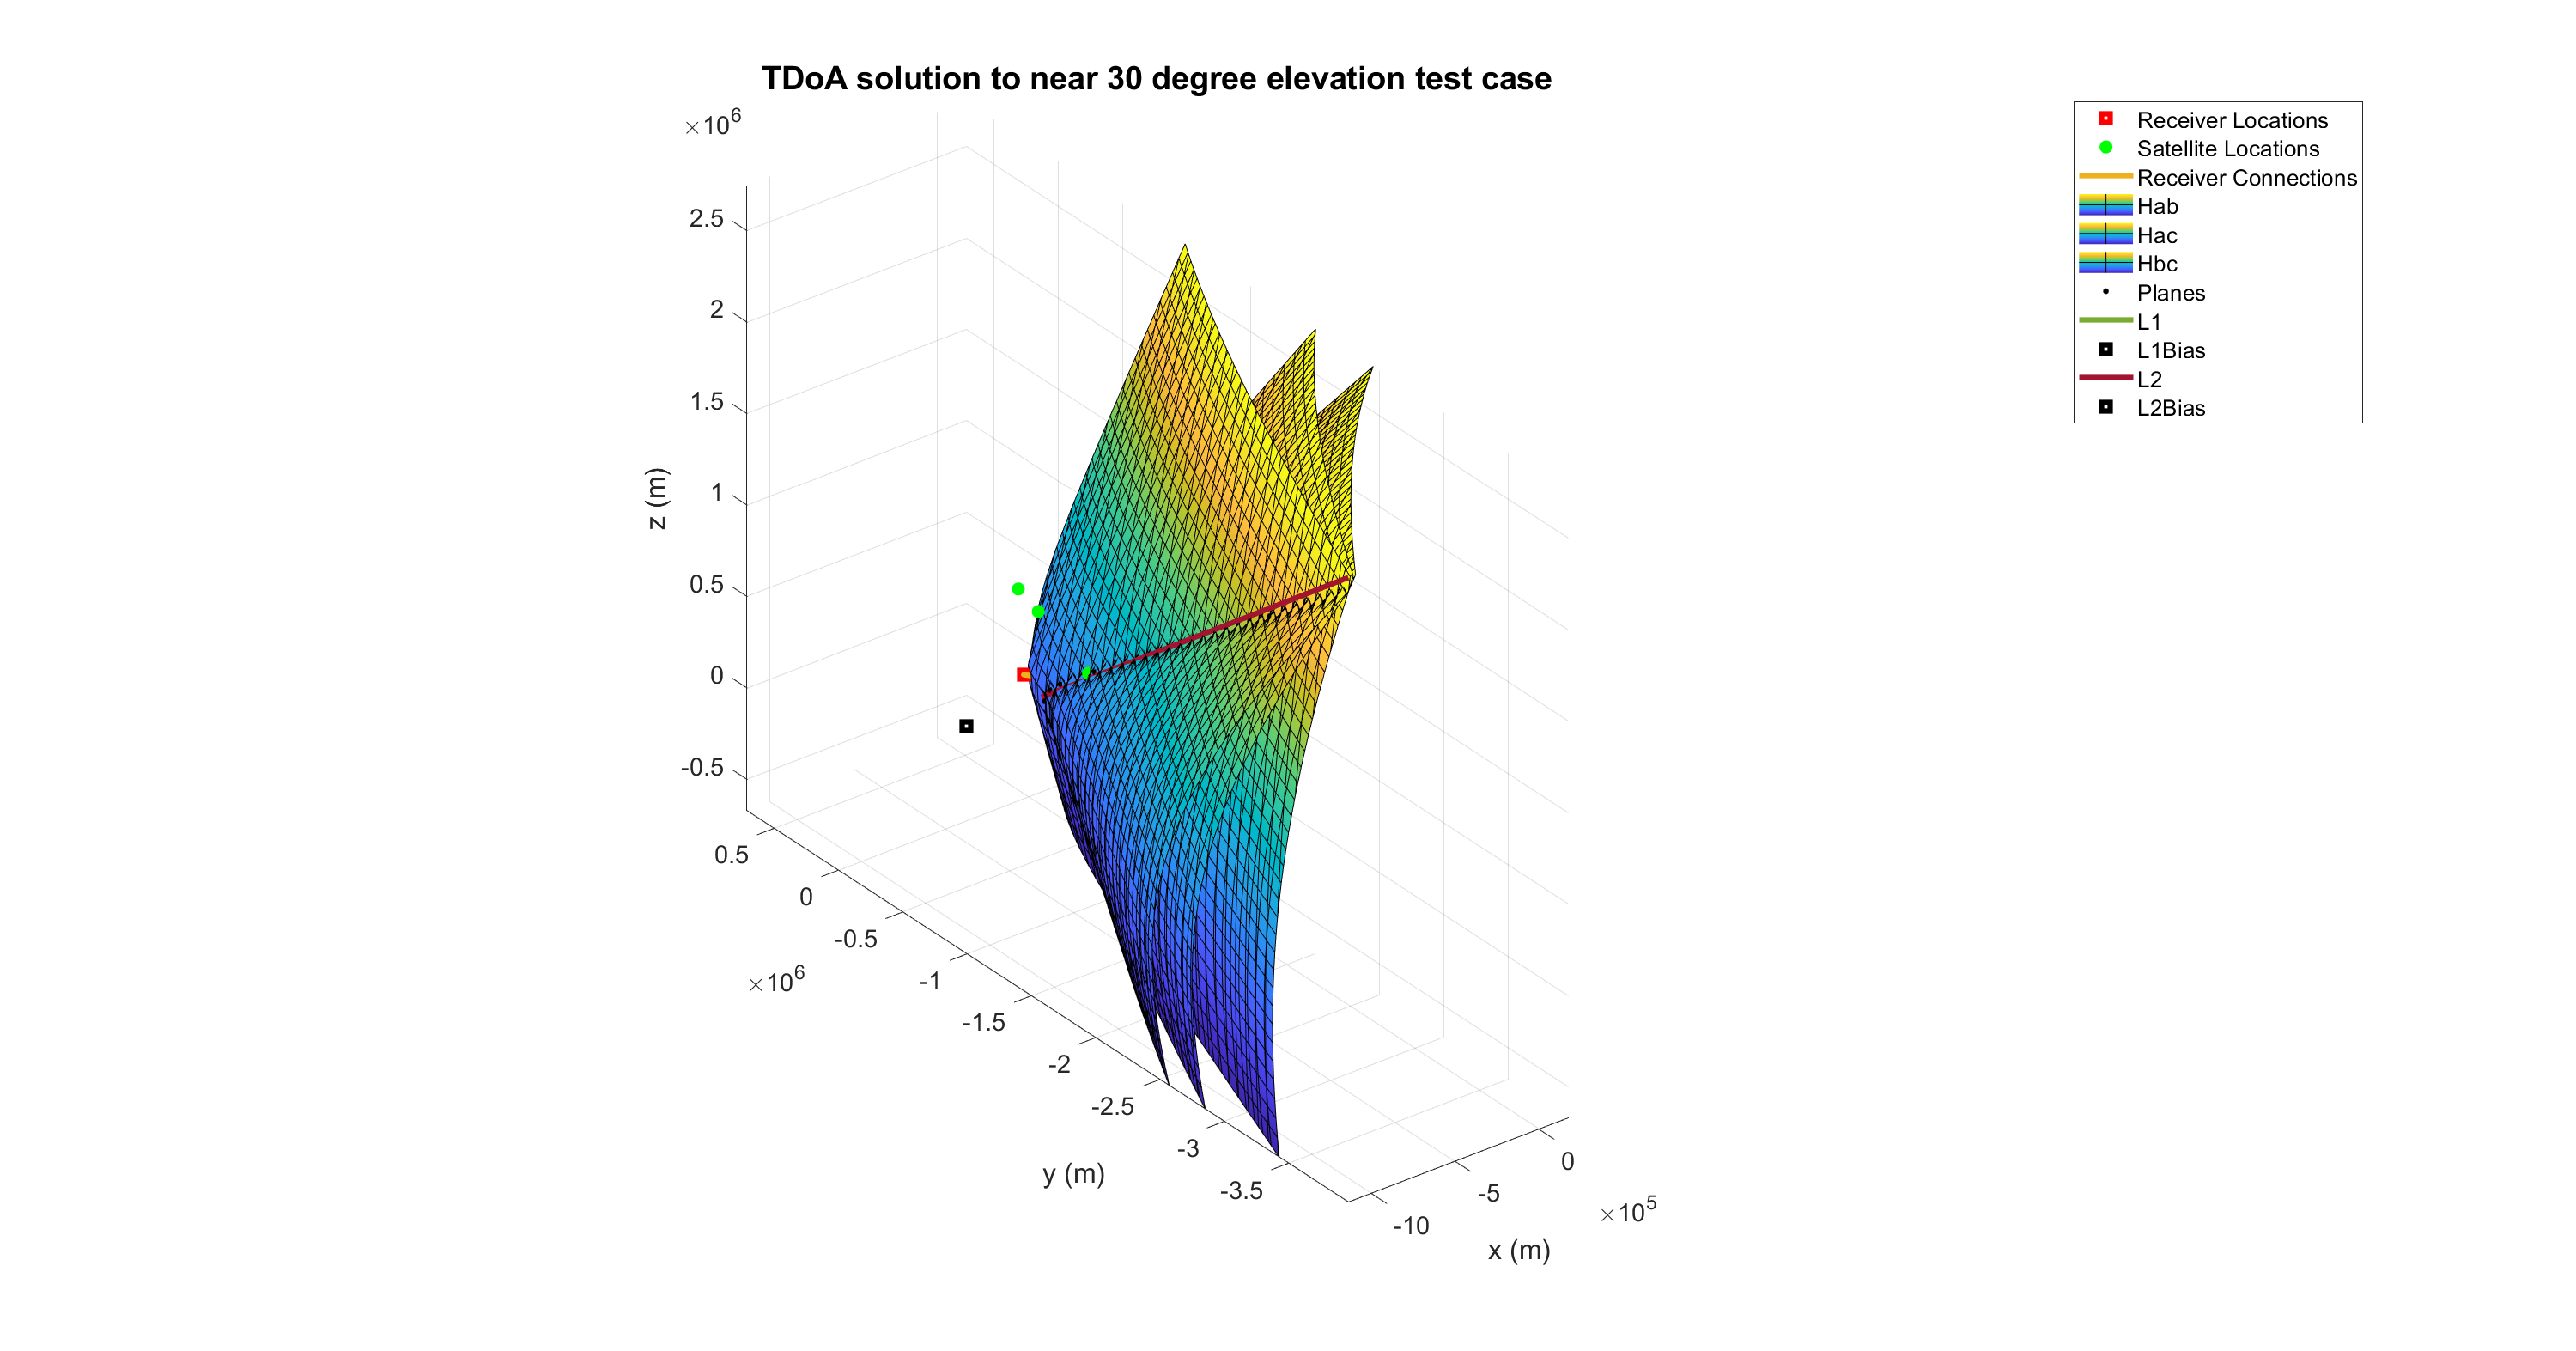 TDoA solution to near 30 degree elevation test case
×10^6
2.5
2
1.5
1
0.5
0
-0.5
z (m)
0.5
0
-0.5
-1
-1.5
-2
-2.5
-3
-3.5
×10^6
y (m)
-10
-5
0
×10^5
x (m)
Receiver Locations
Satellite Locations
Receiver Connections
Hab
Hac
Hbc
Planes
L1
L1Bias
L2
L2Bias